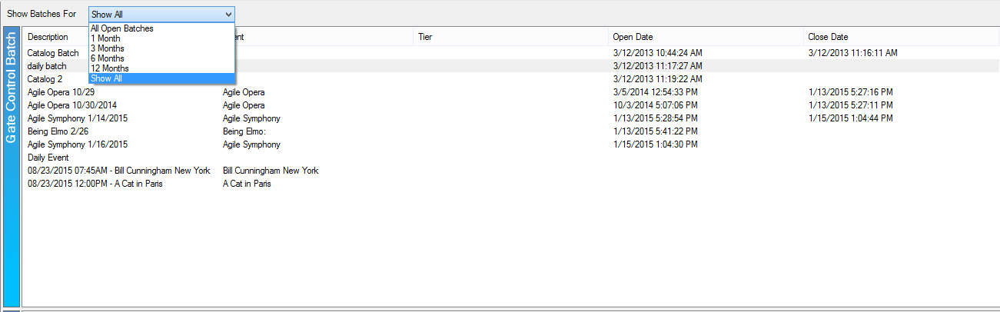 Show Batches For Show All
All Open Batches
1 Month
3 Months
6 Months
12 Months
Show All
Gate Control Batch
Description ent Tier Open Date Close Date
Catalog Batch 3/12/2013 10:44:24 AM 3/12/2013 11:16:11 AM
daily batch 3/12/2013 11:17:27 AM
Catalog 2 3/12/2013 11:19:22 AM
Agile Opera 10/29 Agile Opera 3/5/2014 12:54:33 PM 1/13/2015 5:27:16 PM
Agile Opera 10/30/2014 Agile Opera 10/3/2014 5:07:06 PM 1/13/2015 5:27:11 PM
Agile Symphony 1/14/2015 Agile Symphony 1/13/2015 5:28:54 PM 1/15/2015 1:04:44 PM
Being Elmo 2/26 Being Elmo: 1/13/2015 5:41:22 PM
Agile Symphony 1/16/2015 Agile Symphony 1/15/2015 1:04:30 PM
Daily Event
08/23/2015 07:45AM - Bill Cunningham New York Bill Cunningham New York
08/23/2015 12:00PM - A Cat in Paris A Cat in Paris